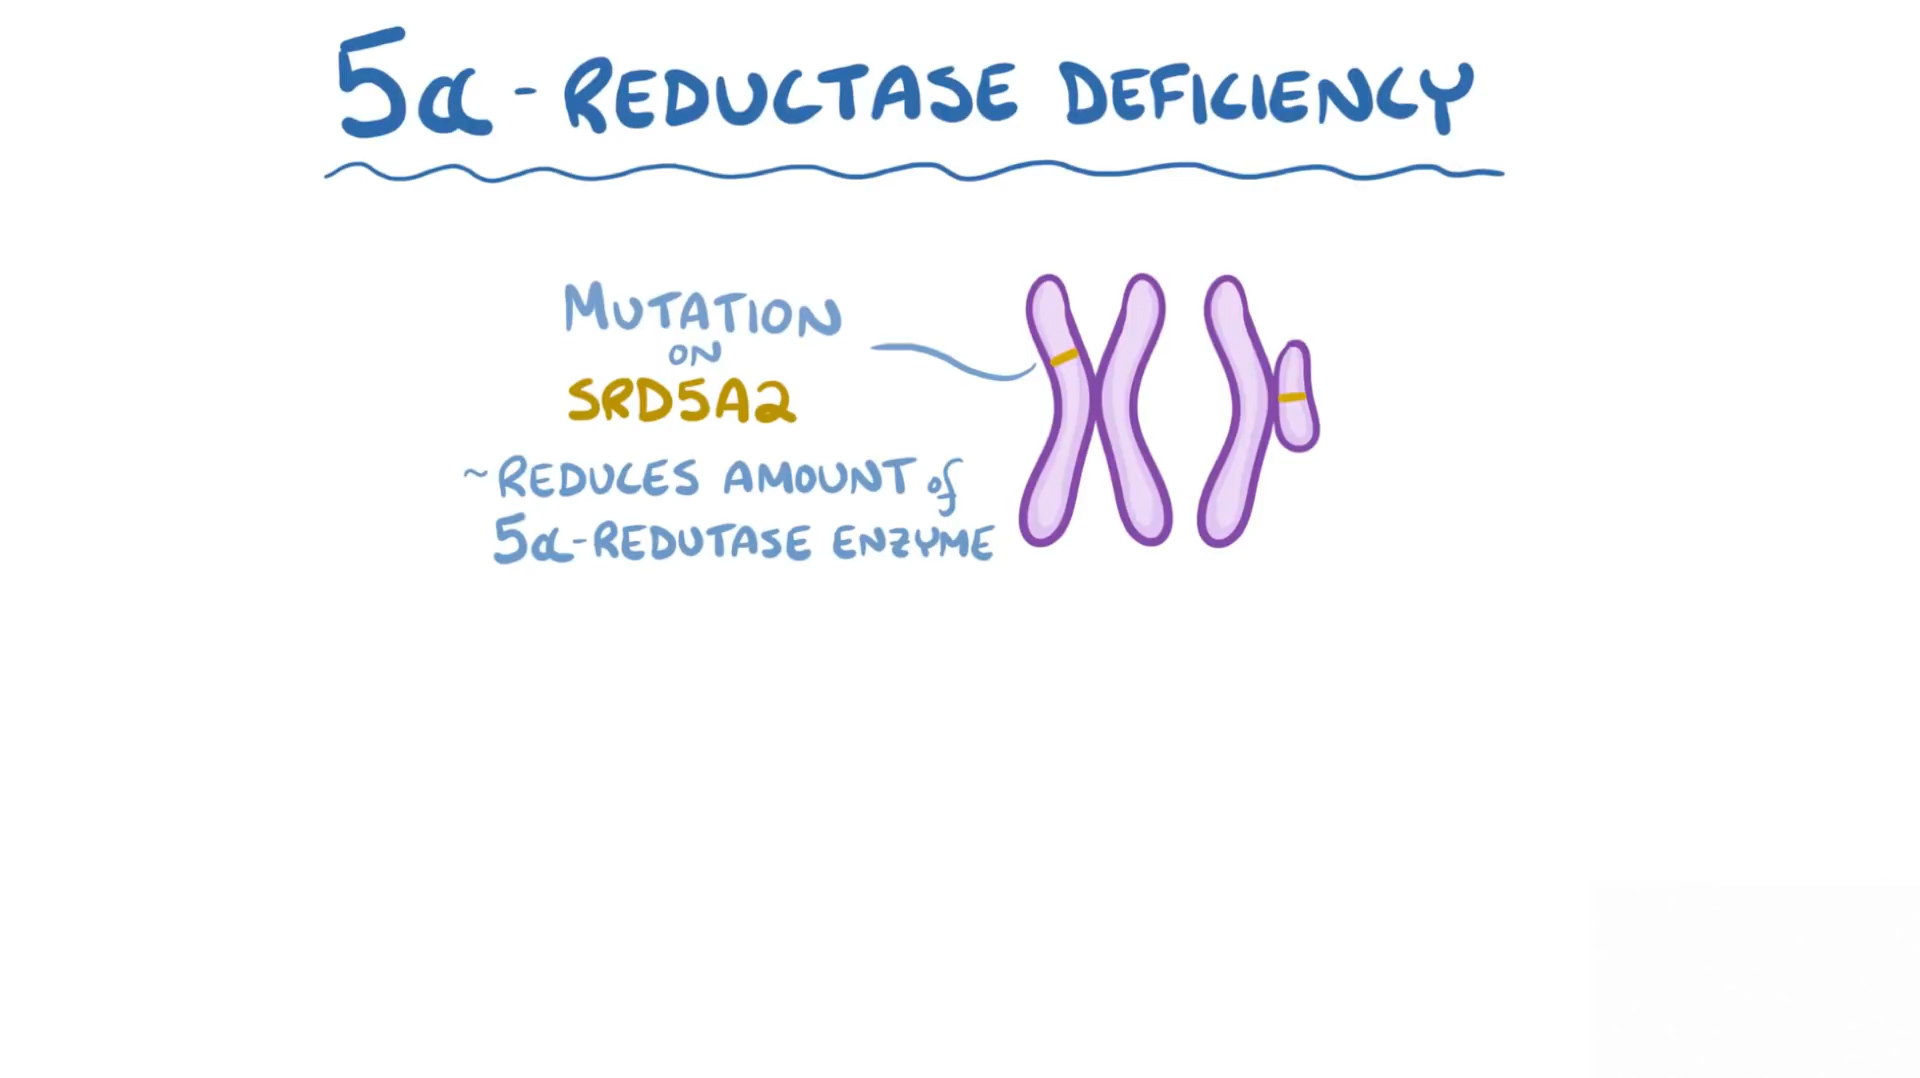 5α-REDUCTASE DEFICIENCY
MUTATION
ON
SRD5A2
~REDUCES AMOUNT of
5α-REDUTASE ENZYME